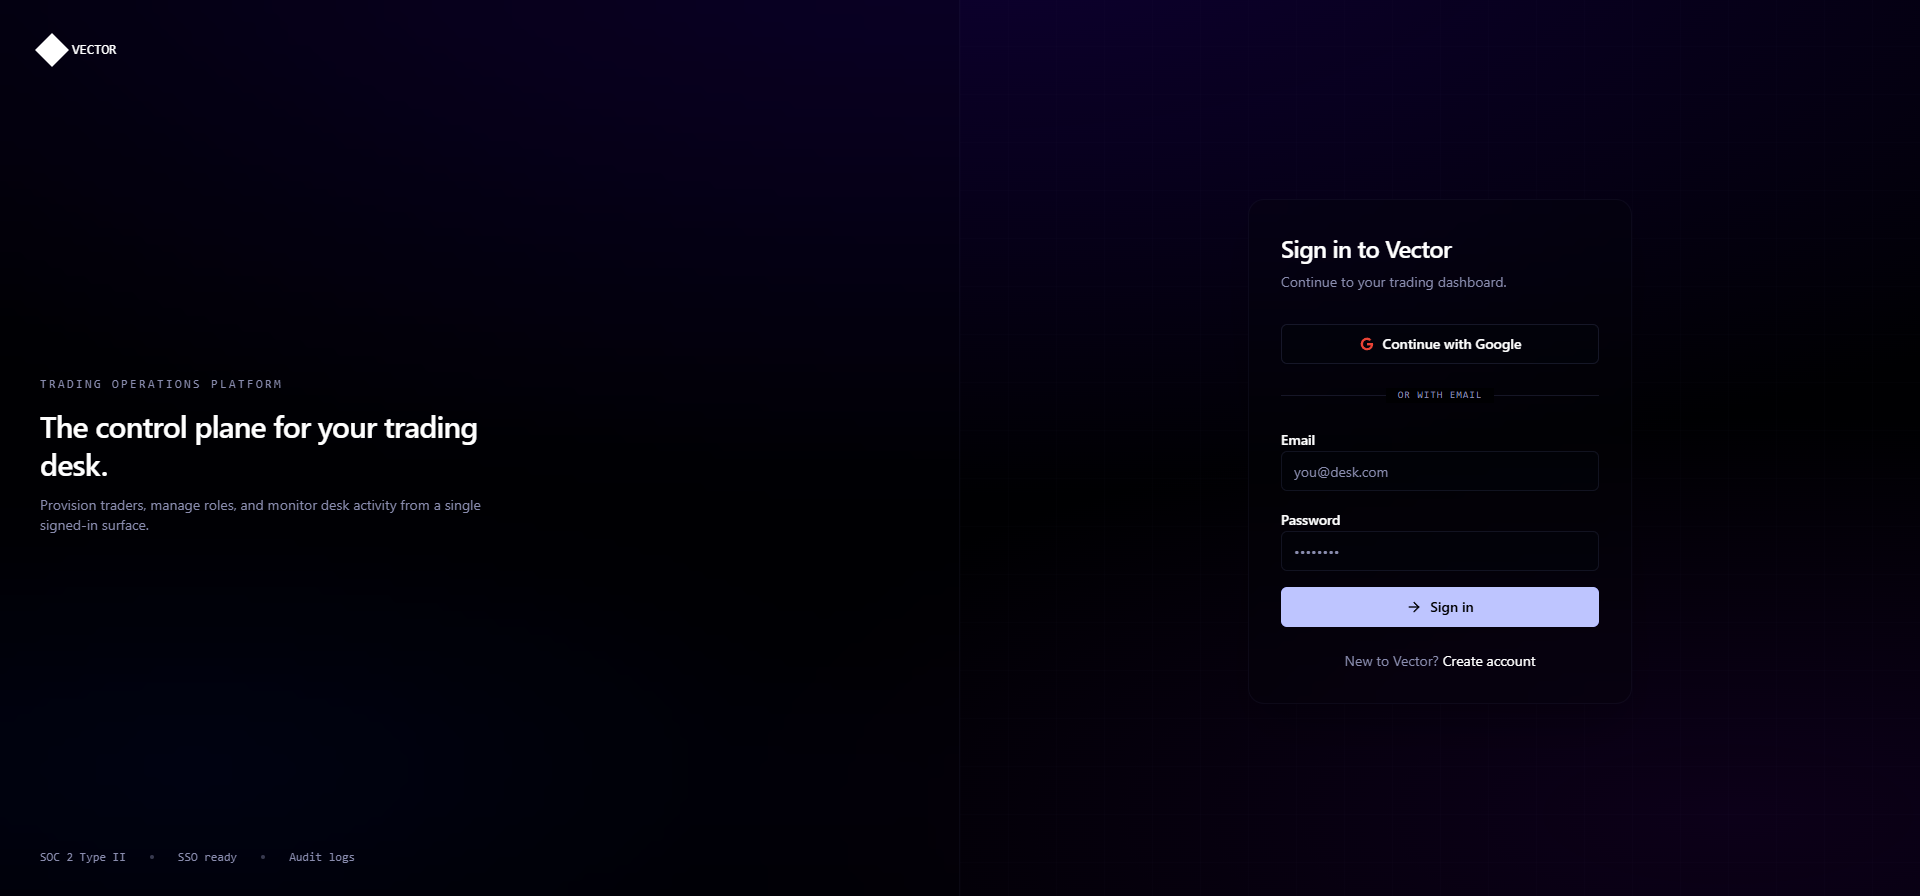 VECTOR
TRADING OPERATIONS PLATFORM
The control plane for your trading
desk.
Provision traders, manage roles, and monitor desk activity from a single
signed-in surface.
SOC 2 Type II • SSO ready • Audit logs
Sign in to Vector
Continue to your trading dashboard.
Continue with Google
OR WITH EMAIL
Email
you@desk.com
Password
••••••••
Sign in
New to Vector? Create account